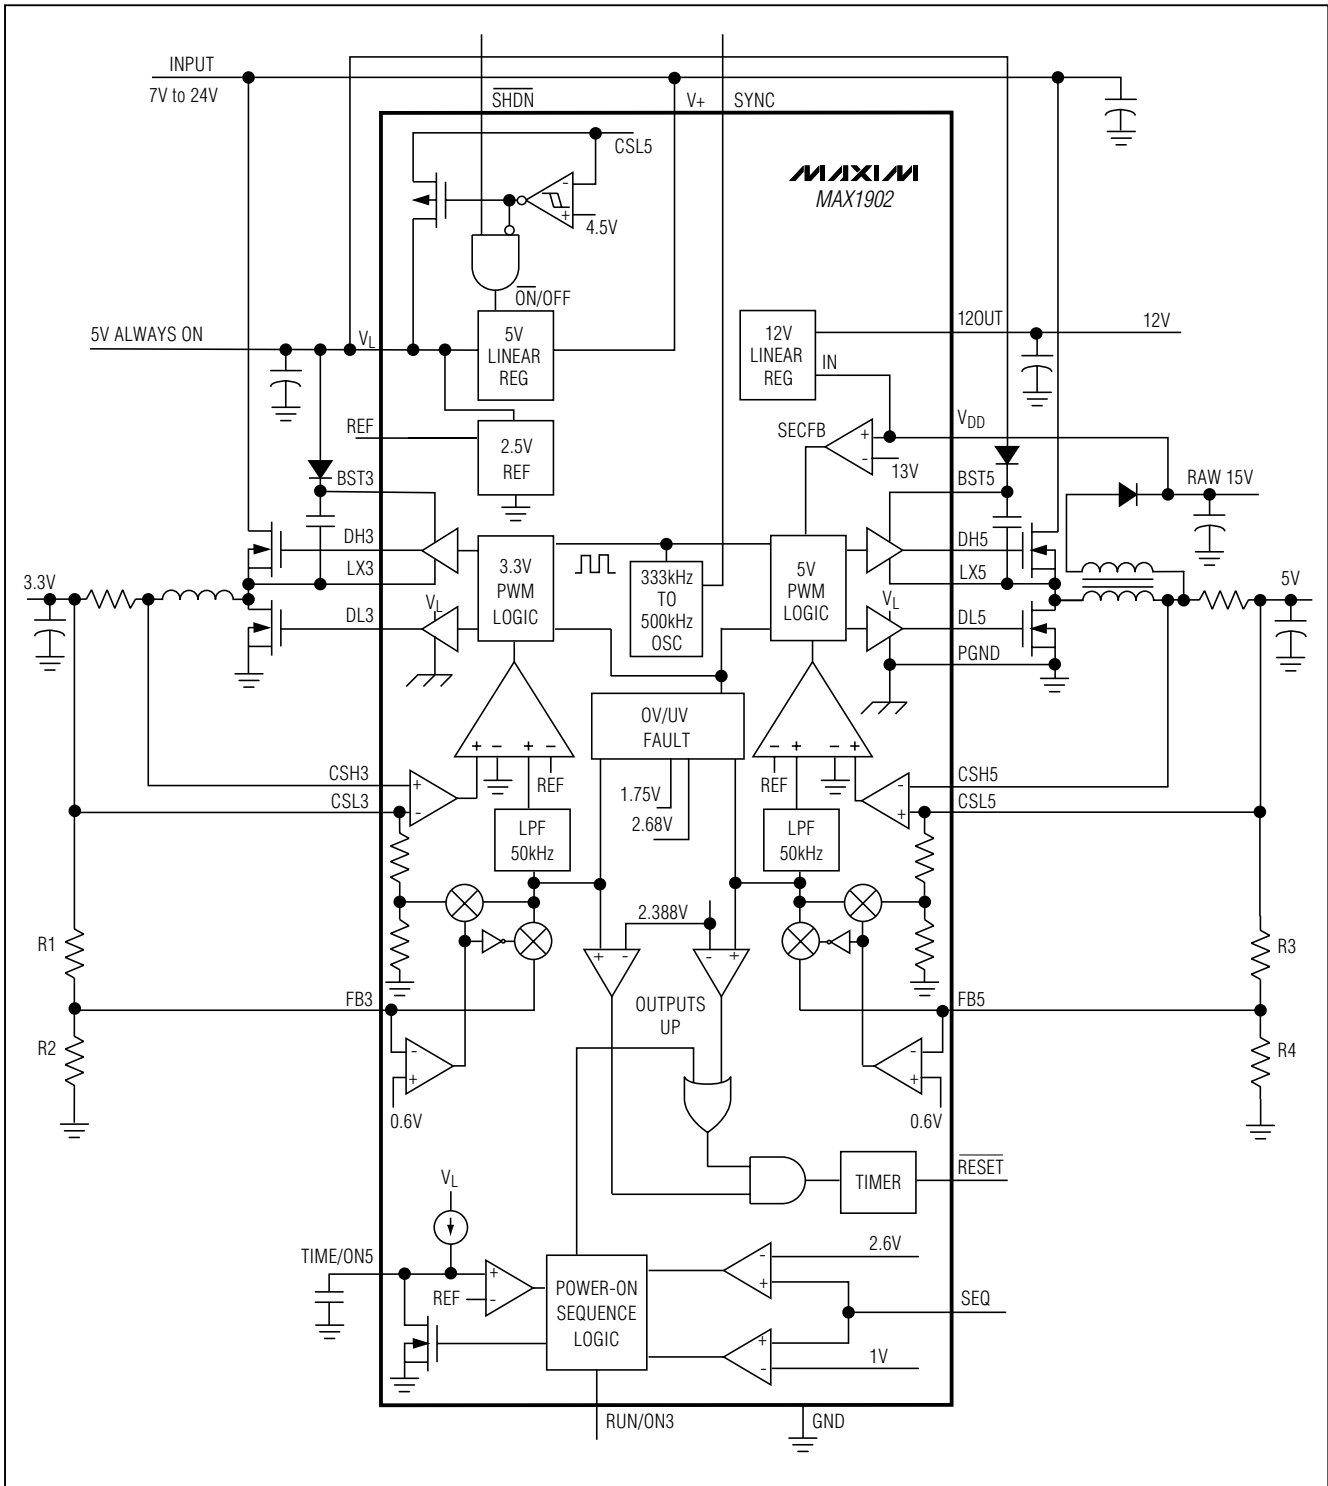 INPUT
7V to 24V
SHDN
V+
SYNC
CSL5
MAXIM
MAX1902
-
+
4.5V
ON/OFF
5V ALWAYS ON
VL
5V
LINEAR
REG
12V
LINEAR
REG
12OUT
12V
IN
REF
2.5V
REF
SECFB
+
-
13V
VDD
BST3
BST5
RAW 15V
DH3
LX3
DL3
3.3V
VL
3.3V
PWM
LOGIC
333kHz
TO
500kHz
OSC
5V
PWM
LOGIC
VL
DH5
LX5
DL5
PGND
5V
OV/UV
FAULT
+ - + -
REF
- + - +
REF
1.75V
2.68V
CSH3
CSL3
+
-
CSH5
CSL5
-
+
LPF
50kHz
LPF
50kHz
2.388V
+ -
- +
R1
R3
FB3
FB5
OUTPUTS
UP
R2
R4
-
+
0.6V
-
+
0.6V
RESET
TIMER
VL
TIME/ON5
REF
+
-
POWER-ON
SEQUENCE
LOGIC
-
+
2.6V
SEQ
+
-
1V
RUN/ON3
GND